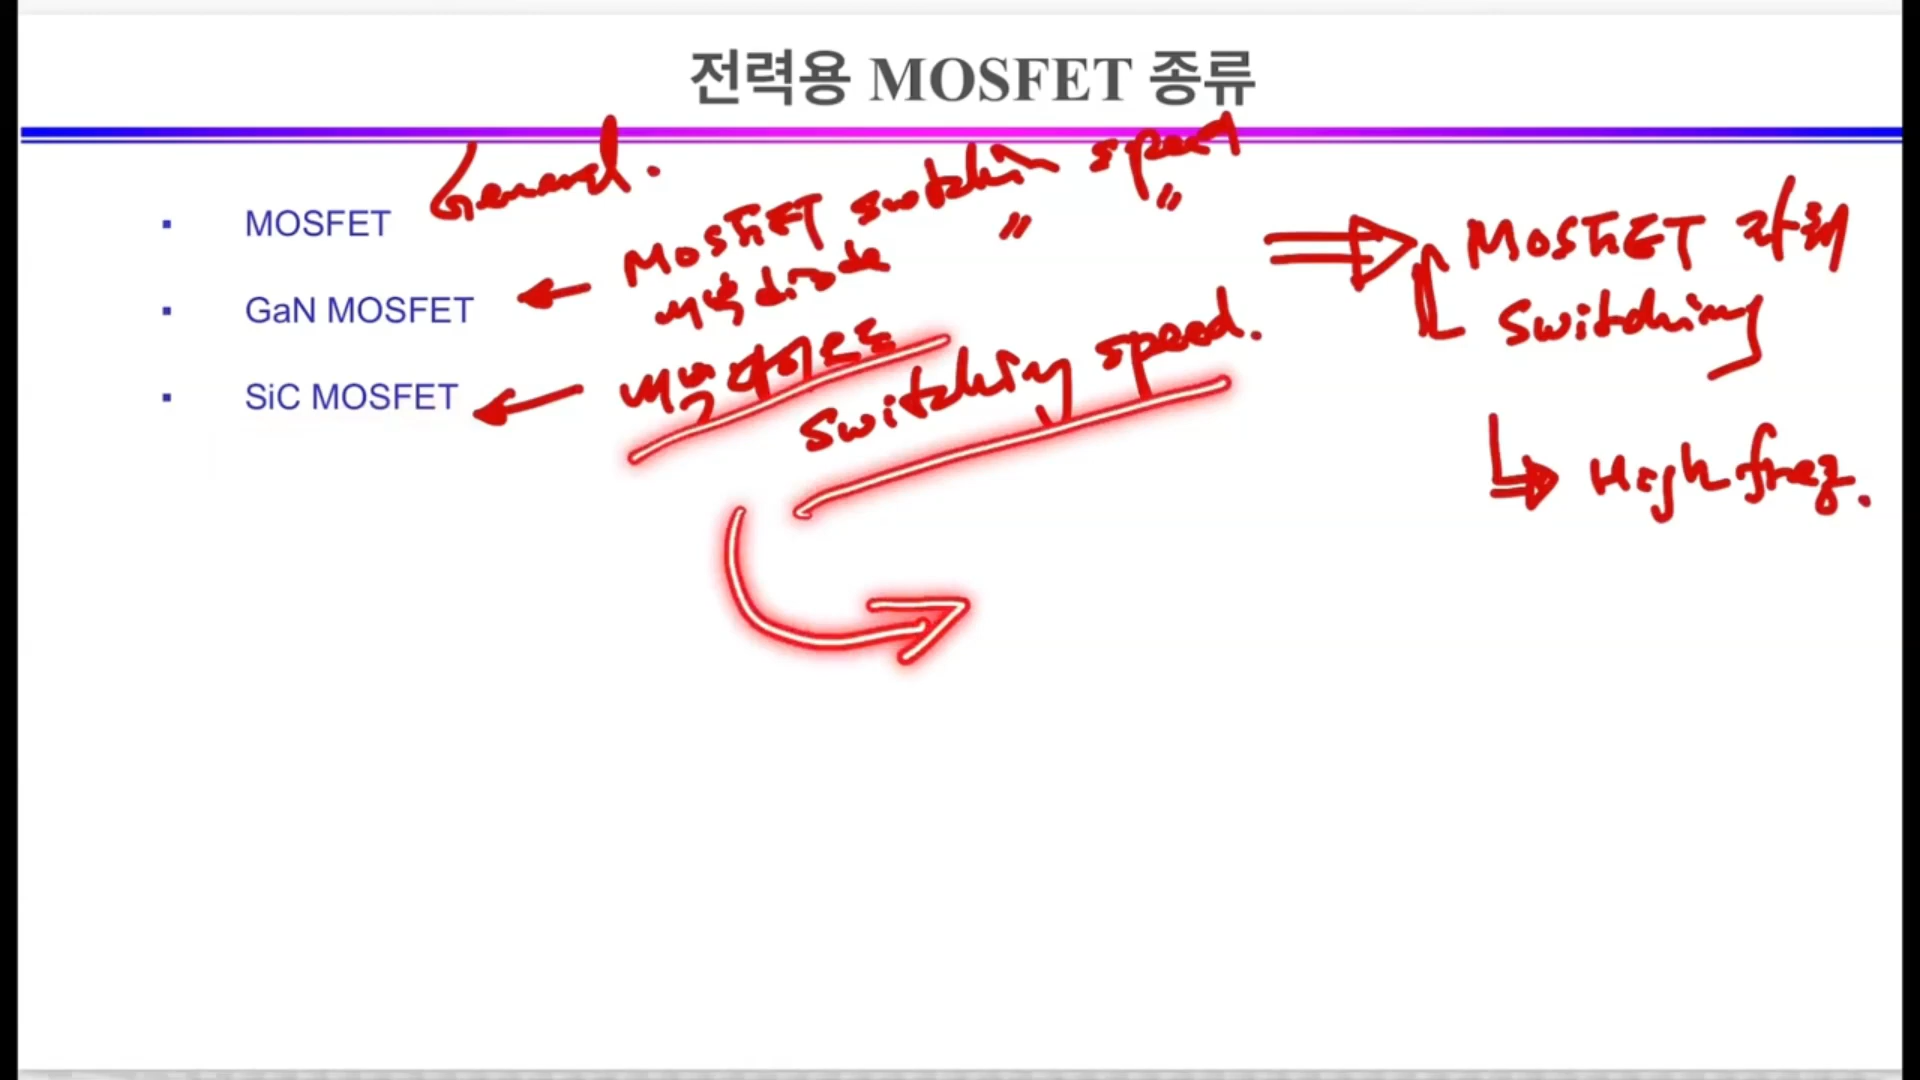 전력용 MOSFET 종류
▪ MOSFET General.
MOSFET switchin speed
▪ GaN MOSFET
내부 diode " "
▪ SiC MOSFET
내부 다이오드
switching speed.
MOSFET 자체
switching
High freq.